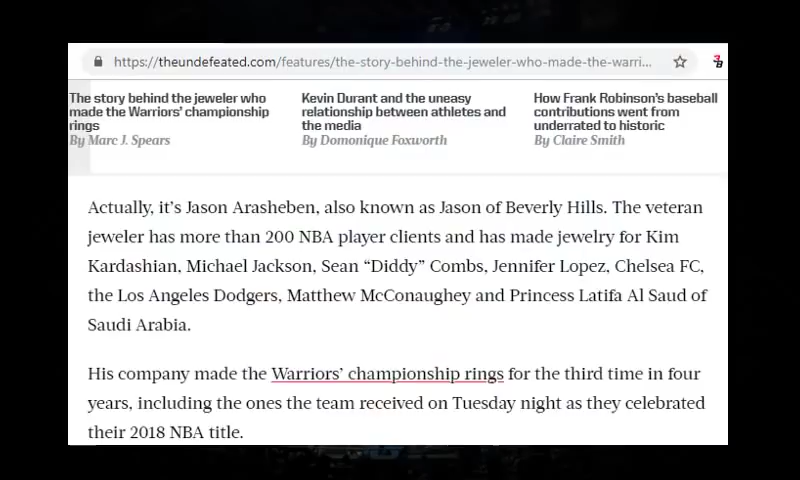 https://theundefeated.com/features/the-story-behind-the-jeweler-who-made-the-warri...
The story behind the jeweler who
made the Warriors' championship
rings
By Marc J. Spears
Kevin Durant and the uneasy
relationship between athletes and
the media
By Domonique Foxworth
How Frank Robinson's baseball
contributions went from
underrated to historic
By Claire Smith
Actually, it's Jason Arasheben, also known as Jason of Beverly Hills. The veteran
jeweler has more than 200 NBA player clients and has made jewelry for Kim
Kardashian, Michael Jackson, Sean “Diddy” Combs, Jennifer Lopez, Chelsea FC,
the Los Angeles Dodgers, Matthew McConaughey and Princess Latifa Al Saud of
Saudi Arabia.
His company made the Warriors' championship rings for the third time in four
years, including the ones the team received on Tuesday night as they celebrated
their 2018 NBA title.